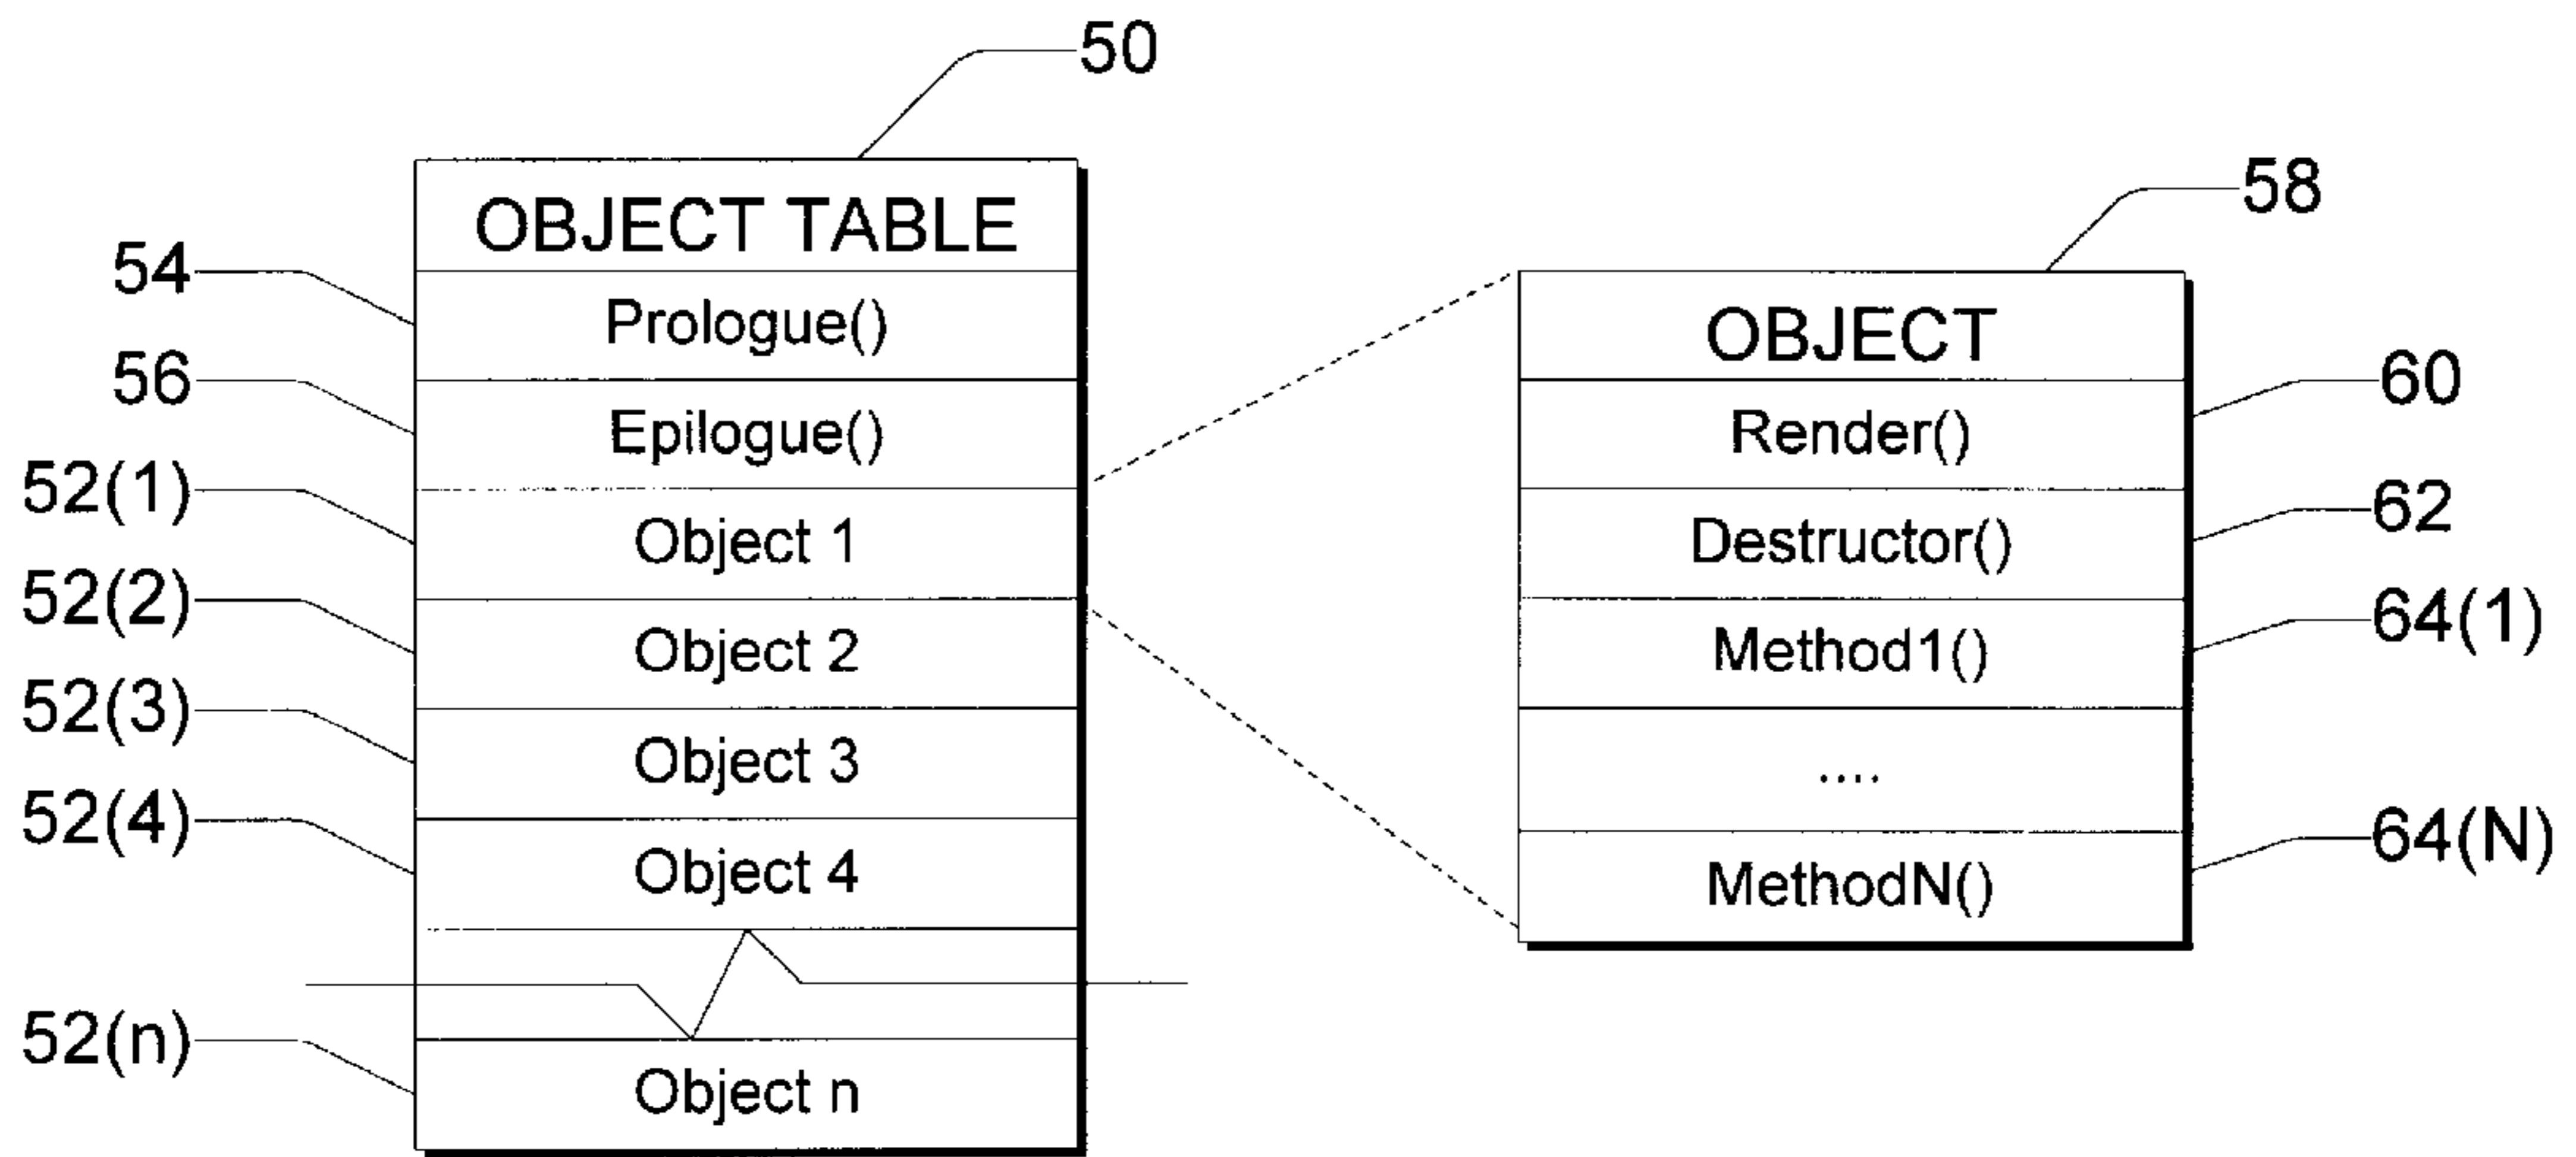 50
OBJECT TABLE
54
Prologue()
56
Epilogue()
52(1)
Object 1
52(2)
Object 2
52(3)
Object 3
52(4)
Object 4
52(n)
Object n
58
OBJECT
60
Render()
62
Destructor()
64(1)
Method1()
....
64(N)
MethodN()